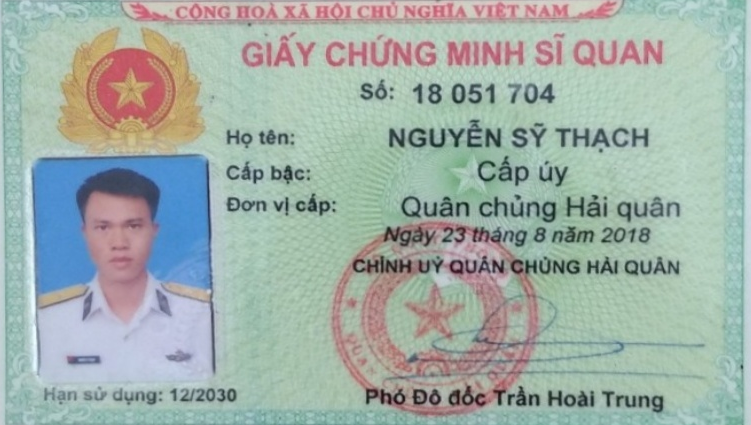 CỘNG HOÀ XÃ HỘI CHỦ NGHĨA VIỆT NAM
GIẤY CHỨNG MINH SĨ QUAN
Số: 18 051 704
Họ tên: NGUYỄN SỸ THẠCH
Cấp bậc: Cấp úy
Đơn vị cấp: Quân chủng Hải quân
Ngày 23 tháng 8 năm 2018
CHÍNH UỶ QUÂN CHỦNG HẢI QUÂN
Hạn sử dụng: 12/2030
Phó Đô đốc Trần Hoài Trung